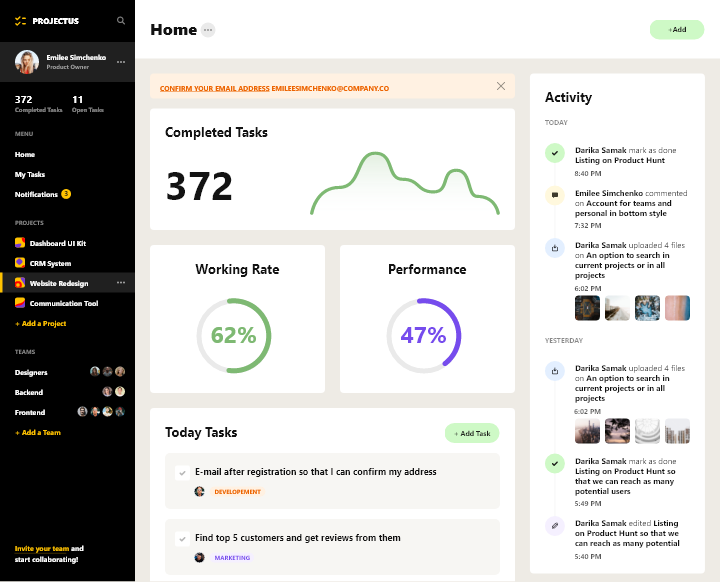 PROJECTUS
Emilee Simchenko
Product Owner
372
11
Completed Tasks
Open Tasks
MENU
Home
My Tasks
Notifications 3
PROJECTS
Dashboard UI Kit
CRM System
Website Redesign
Communication Tool
+ Add a Project
TEAMS
Designers
Backend
Frontend
+ Add a Team
Invite your team and
start collaborating!
Home
+Add
CONFIRM YOUR EMAIL ADDRESS EMILEESIMCHENKO@COMPANY.CO
Completed Tasks
372
Working Rate
62%
Performance
47%
Today Tasks
+ Add Task
E-mail after registration so that I can confirm my address
DEVELOPEMENT
Find top 5 customers and get reviews from them
MARKETING
Activity
TODAY
Darika Samak mark as done
Listing on Product Hunt
8:40 PM
Emilee Simchenko commented
on Account for teams and
personal in bottom style
7:32 PM
Darika Samak uploaded 4 files
on An option to search in
current projects or in all
projects
6:02 PM
YESTERDAY
Darika Samak uploaded 4 files
on An option to search in
current projects or in all
projects
6:02 PM
Darika Samak mark as done
Listing on Product Hunt so
that we can reach as many
potential users
5:49 PM
Darika Samak edited Listing
on Product Hunt so that we
can reach as many potential
5:40 PM